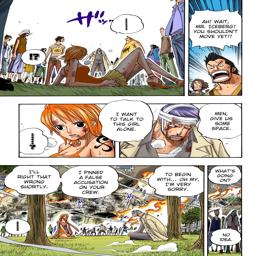 AH! WAIT,
MR. ICEBERG!
YOU SHOULDN'T
MOVE YET!!
!
!?
MEN,
GIVE US
SOME
SPACE.
I WANT
TO TALK
TO THIS
GIRL
ALONE.
WHAT'S
GOING
ON?
NO
IDEA.
TO BEGIN
WITH... OH MY,
I'M VERY
SORRY.
I PINNED
A FALSE
ACCUSATION
ON YOUR
CREW.
I'LL
RIGHT THAT
WRONG
SHORTLY.
!